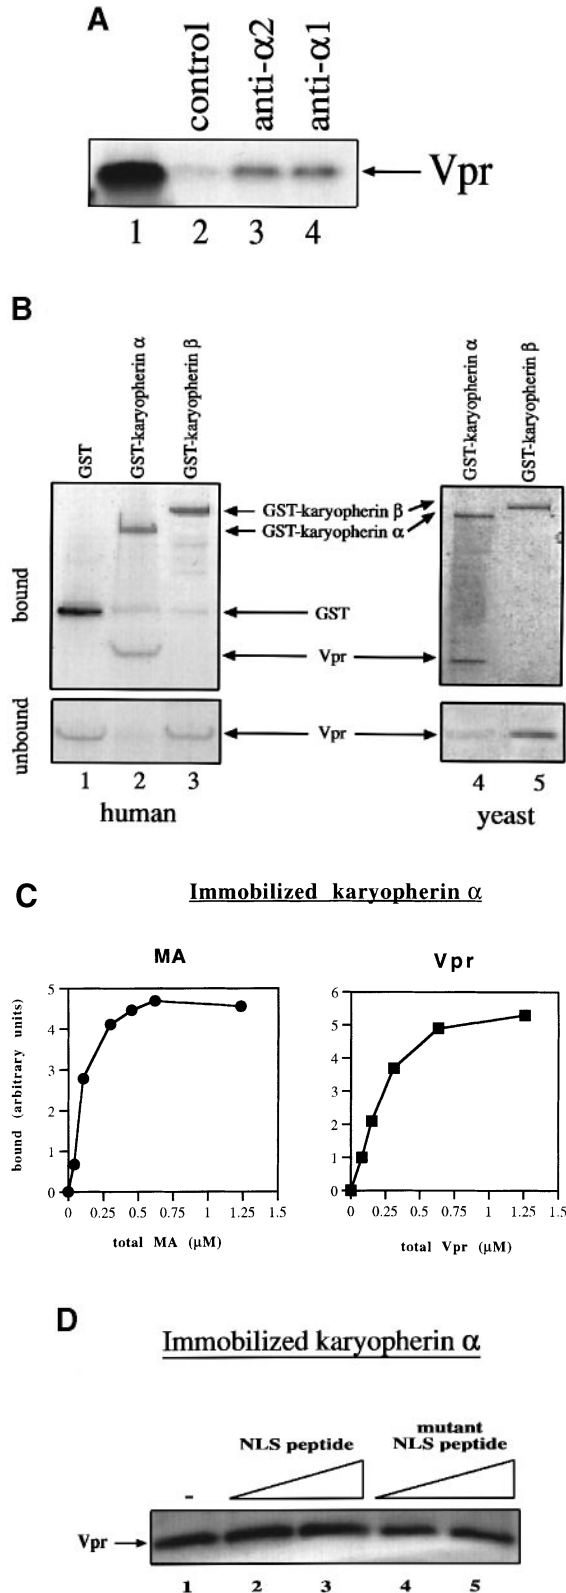 A
control
anti-α2
anti-α1
Vpr
1 2 3 4
B
GST
GST-karyopherin α
GST-karyopherin β
GST-karyopherin α
GST-karyopherin β
bound
GST-karyopherin β
GST-karyopherin α
GST
Vpr
unbound
Vpr
1 2 3 4 5
human yeast
C
Immobilized karyopherin α
MA
Vpr
bound (arbitrary units)
5
4
3
2
1
0
0 0.25 0.5 0.75 1 1.25 1.5
total MA (μM)
6
5
4
3
2
1
0
0 0.25 0.5 0.75 1 1.25 1.5
total Vpr (μM)
D
Immobilized karyopherin α
NLS peptide
mutant
NLS peptide
-
Vpr
1 2 3 4 5